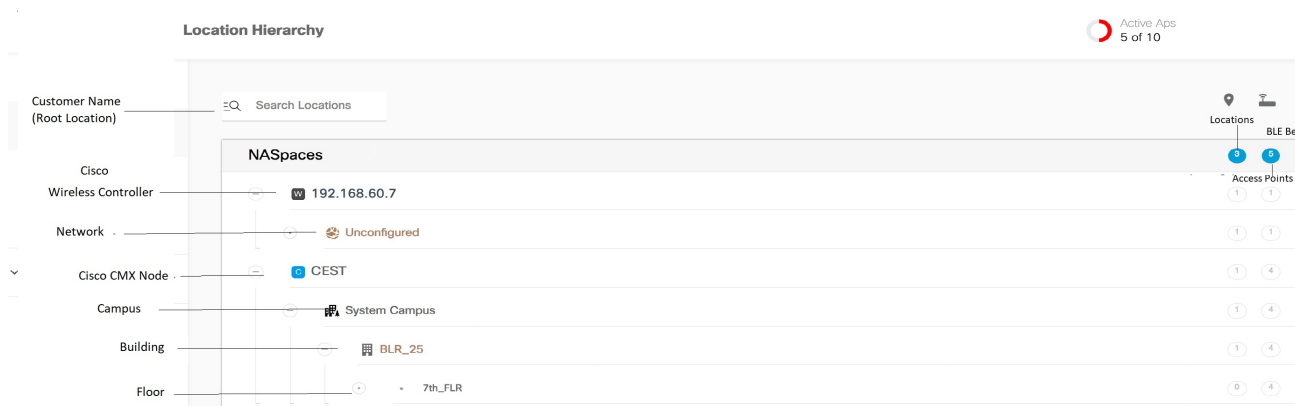 Location Hierarchy
Active Aps
5 of 10
Customer Name
(Root Location)
Search Locations
Locations
BLE Be
NASpaces
3 5
Access Points
Cisco
Wireless Controller
W 192.168.60.7
1 1
Network
Unconfigured
1 1
Cisco CMX Node
C CEST
1 4
Campus
System Campus
1 4
Building
BLR_25
1 4
Floor
7th_FLR
0 4